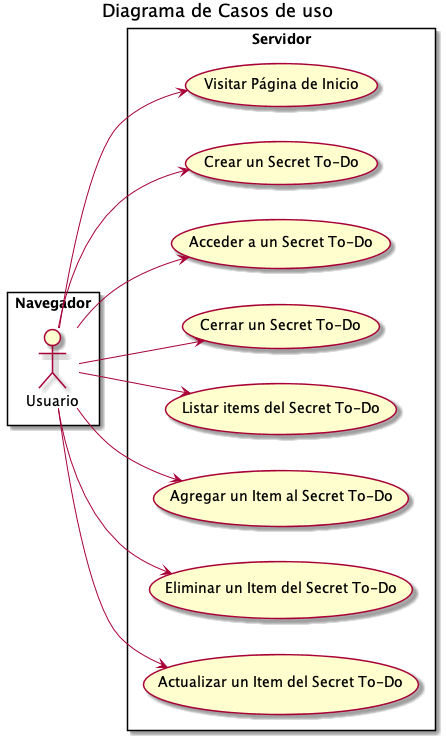 Diagrama de Casos de uso
Servidor
Visitar Página de Inicio
Crear un Secret To-Do
Acceder a un Secret To-Do
Navegador
Cerrar un Secret To-Do
Usuario
Listar items del Secret To-Do
Agregar un Item al Secret To-Do
Eliminar un Item del Secret To-Do
Actualizar un Item del Secret To-Do